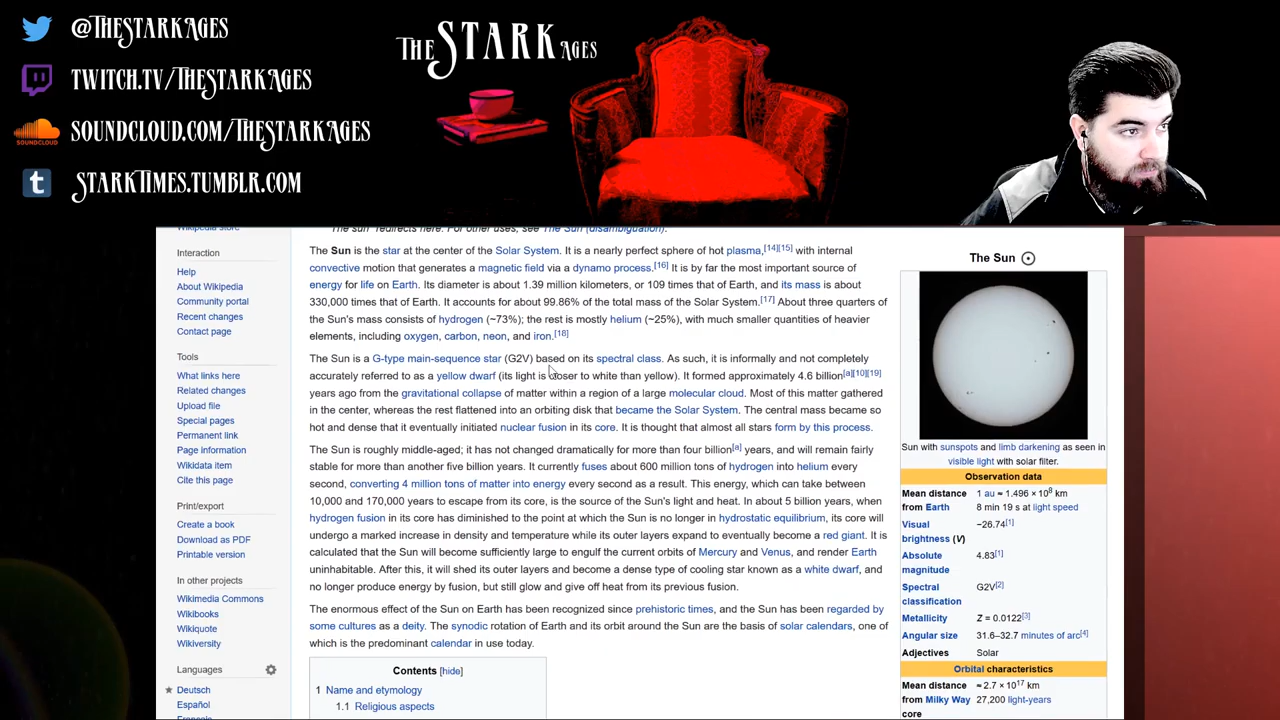 @THESTARKAGES
TWITCH.TV/THESTARKAGES
SOUNDCLOUD
SOUNDCLOUD.COM/THESTARKAGES
STARKTIMES.TUMBLR.COM
THE STARK AGES
Wikipedia store
Interaction
Help
About Wikipedia
Community portal
Recent changes
Contact page
Tools
What links here
Related changes
Upload file
Special pages
Permanent link
Page information
Wikidata item
Cite this page
Print/export
Create a book
Download as PDF
Printable version
In other projects
Wikimedia Commons
Wikibooks
Wikiquote
Wikiversity
Languages
Deutsch
Español
Français
"The sun" redirects here. For other uses, see The Sun (disambiguation).
The Sun is the star at the center of the Solar System. It is a nearly perfect sphere of hot plasma,[14][15] with internal
convective motion that generates a magnetic field via a dynamo process.[16] It is by far the most important source of
energy for life on Earth. Its diameter is about 1.39 million kilometers, or 109 times that of Earth, and its mass is about
330,000 times that of Earth. It accounts for about 99.86% of the total mass of the Solar System.[17] About three quarters of
the Sun's mass consists of hydrogen (~73%); the rest is mostly helium (~25%), with much smaller quantities of heavier
elements, including oxygen, carbon, neon, and iron.[18]
The Sun is a G-type main-sequence star (G2V) based on its spectral class. As such, it is informally and not completely
accurately referred to as a yellow dwarf (its light is closer to white than yellow). It formed approximately 4.6 billion[a][10][19]
years ago from the gravitational collapse of matter within a region of a large molecular cloud. Most of this matter gathered
in the center, whereas the rest flattened into an orbiting disk that became the Solar System. The central mass became so
hot and dense that it eventually initiated nuclear fusion in its core. It is thought that almost all stars form by this process.
The Sun is roughly middle-aged; it has not changed dramatically for more than four billion[a] years, and will remain fairly
stable for more than another five billion years. It currently fuses about 600 million tons of hydrogen into helium every
second, converting 4 million tons of matter into energy every second as a result. This energy, which can take between
10,000 and 170,000 years to escape from its core, is the source of the Sun's light and heat. In about 5 billion years, when
hydrogen fusion in its core has diminished to the point at which the Sun is no longer in hydrostatic equilibrium, its core will
undergo a marked increase in density and temperature while its outer layers expand to eventually become a red giant. It is
calculated that the Sun will become sufficiently large to engulf the current orbits of Mercury and Venus, and render Earth
uninhabitable. After this, it will shed its outer layers and become a dense type of cooling star known as a white dwarf, and
no longer produce energy by fusion, but still glow and give off heat from its previous fusion.
The enormous effect of the Sun on Earth has been recognized since prehistoric times, and the Sun has been regarded by
some cultures as a deity. The synodic rotation of Earth and its orbit around the Sun are the basis of solar calendars, one of
which is the predominant calendar in use today.
Contents [hide]
1 Name and etymology
1.1 Religious aspects
The Sun
Sun with sunspots and limb darkening as seen in
visible light with solar filter.
Observation data
Mean distance from Earth 1 au ≈ 1.496 × 10⁸ km
8 min 19 s at light speed
Visual brightness (V) −26.74[1]
Absolute magnitude 4.83[1]
Spectral classification G2V[2]
Metallicity Z = 0.0122[3]
Angular size 31.6–32.7 minutes of arc[4]
Adjectives Solar
Orbital characteristics
Mean distance from Milky Way core ≈ 2.7 × 10¹⁷ km
27,200 light-years